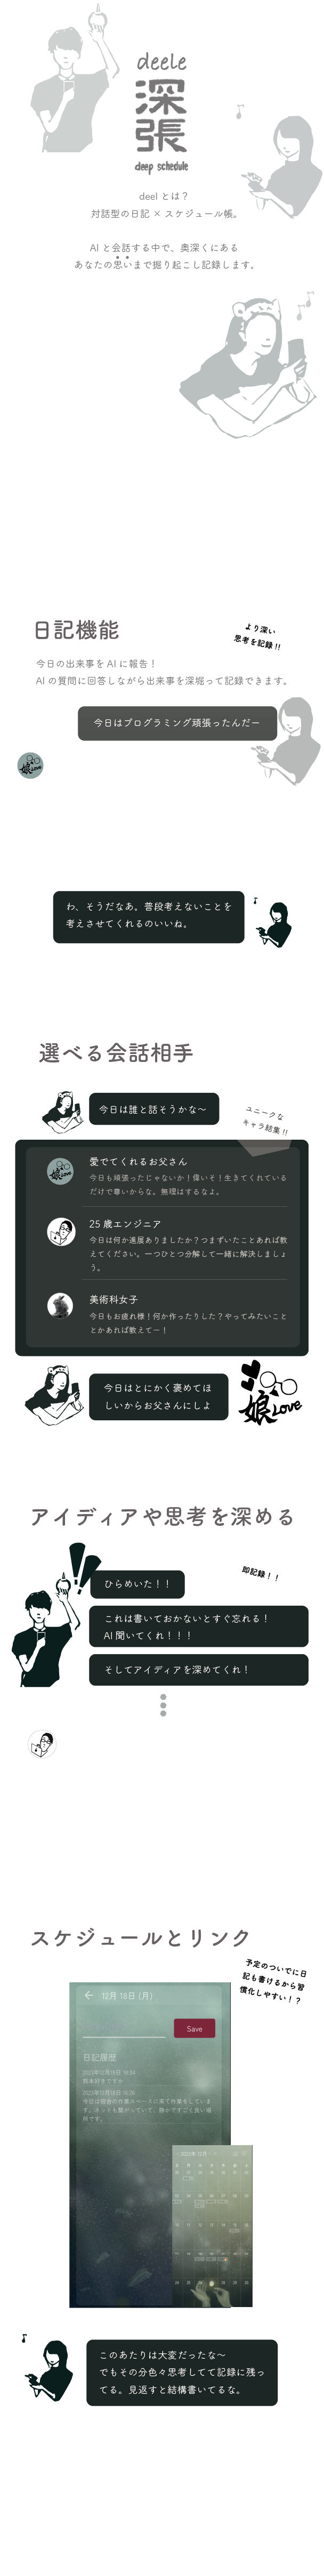 deele
深張
deep schedule
deel とは？
対話型の日記 × スケジュール帳。
AI と会話する中で、奥深くにある
あなたの思いまで掘り起こし記録します。
日記機能
より深い
思考を記録 !!
今日の出来事を AI に報告！
AI の質問に回答しながら出来事を深堀って記録できます。
今日はプログラミング頑張ったんだー
娘 Love
わ、そうだなあ。普段考えないことを
考えさせてくれるのいいね。
選べる会話相手
今日は誰と話そうかな〜
ユニークな
キャラ総集 !!
愛でてくれるお父さん
今日も頑張ったじゃないか！偉いぞ！生きてくれている
だけで尊いからな。無理はするなよ。
25 歳エンジニア
今日は何か進展ありましたか？つまずいたことあれば教
えてください。一つひとつ分解して一緒に解決しましょ
う。
美術科女子
今日もお疲れ様！何か作ったりした？やってみたいこと
とかあれば教えてー！
今日はとにかく褒めてほ
しいからお父さんにしよ
娘 Love
アイディアや思考を深める
ひらめいた！！
即記録！！
これは書いておかないとすぐ忘れる！
AI 聞いてくれ！！！
そしてアイディアを深めてくれ！
スケジュールとリンク
予定のついでに日
記も書けるから習
慣化しやすい！？
12月 18日 (月)
Save
日記履歴
このあたりは大変だったな〜
でもその分色々思考してて記録に残っ
てる。見返すと結構書いてるな。